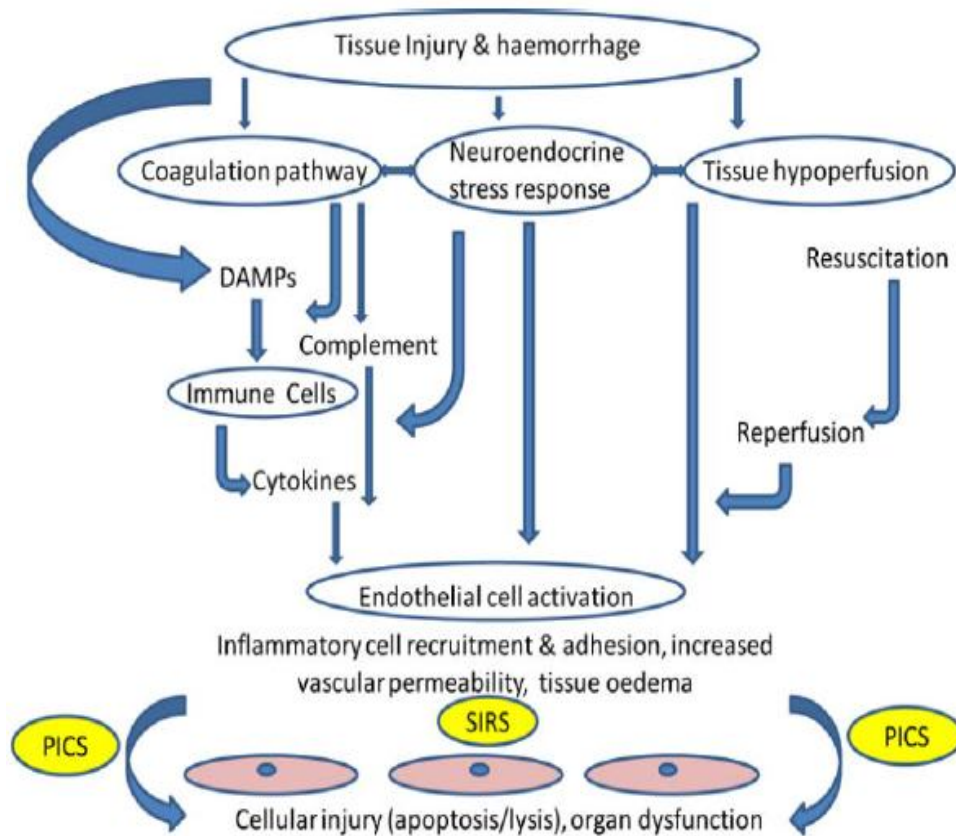 Tissue Injury & haemorrhage
Coagulation pathway
Neuroendocrine
stress response
Tissue hypoperfusion
DAMPs
Resuscitation
Complement
Immune Cells
Reperfusion
Cytokines
Endothelial cell activation
Inflammatory cell recruitment & adhesion, increased
vascular permeability, tissue oedema
PICS
SIRS
PICS
Cellular injury (apoptosis/lysis), organ dysfunction